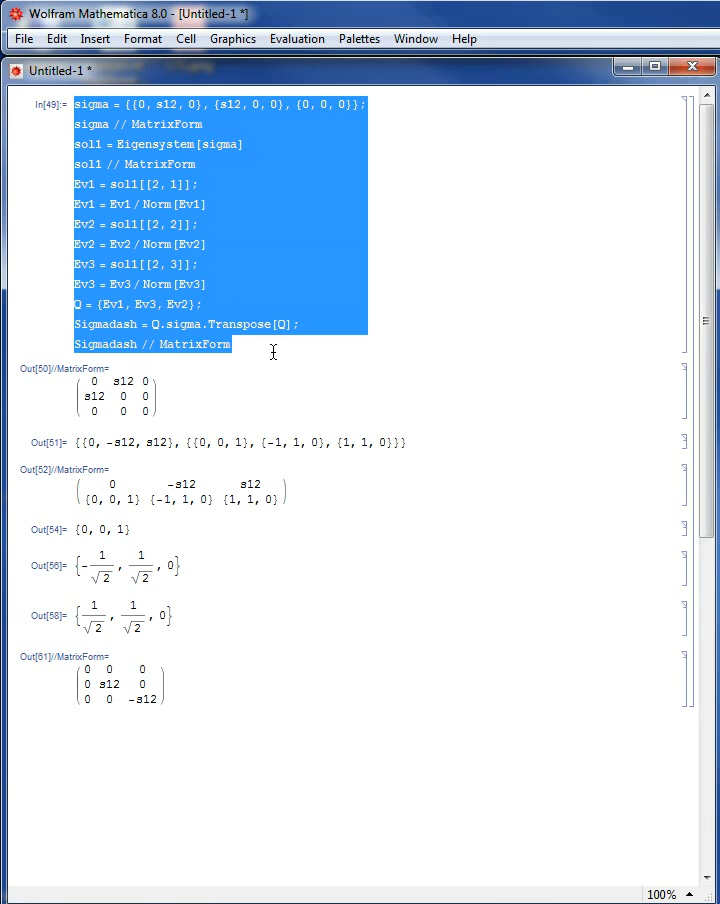 Wolfram Mathematica 8.0 - [Untitled-1 *]
File Edit Insert Format Cell Graphics Evaluation Palettes Window Help
Untitled-1 *
In[49]:= sigma = {{0, s12, 0}, {s12, 0, 0}, {0, 0, 0}};
sigma // MatrixForm
sol1 = Eigensystem[sigma]
sol1 // MatrixForm
Ev1 = sol1[[2, 1]];
Ev1 = Ev1 / Norm[Ev1]
Ev2 = sol1[[2, 2]];
Ev2 = Ev2 / Norm[Ev2]
Ev3 = sol1[[2, 3]];
Ev3 = Ev3 / Norm[Ev3]
Q = {Ev1, Ev3, Ev2};
Sigmadash = Q.sigma.Transpose[Q];
Sigmadash // MatrixForm
Out[50]//MatrixForm=
0 s12 0
s12 0 0
0 0 0
Out[51]= {{0, -s12, s12}, {{0, 0, 1}, {-1, 1, 0}, {1, 1, 0}}}
Out[52]//MatrixForm=
0 -s12 s12
{0, 0, 1} {-1, 1, 0} {1, 1, 0}
Out[54]= {0, 0, 1}
Out[56]= {-1/√2, 1/√2, 0}
Out[58]= {1/√2, 1/√2, 0}
Out[61]//MatrixForm=
0 0 0
0 s12 0
0 0 -s12
100%